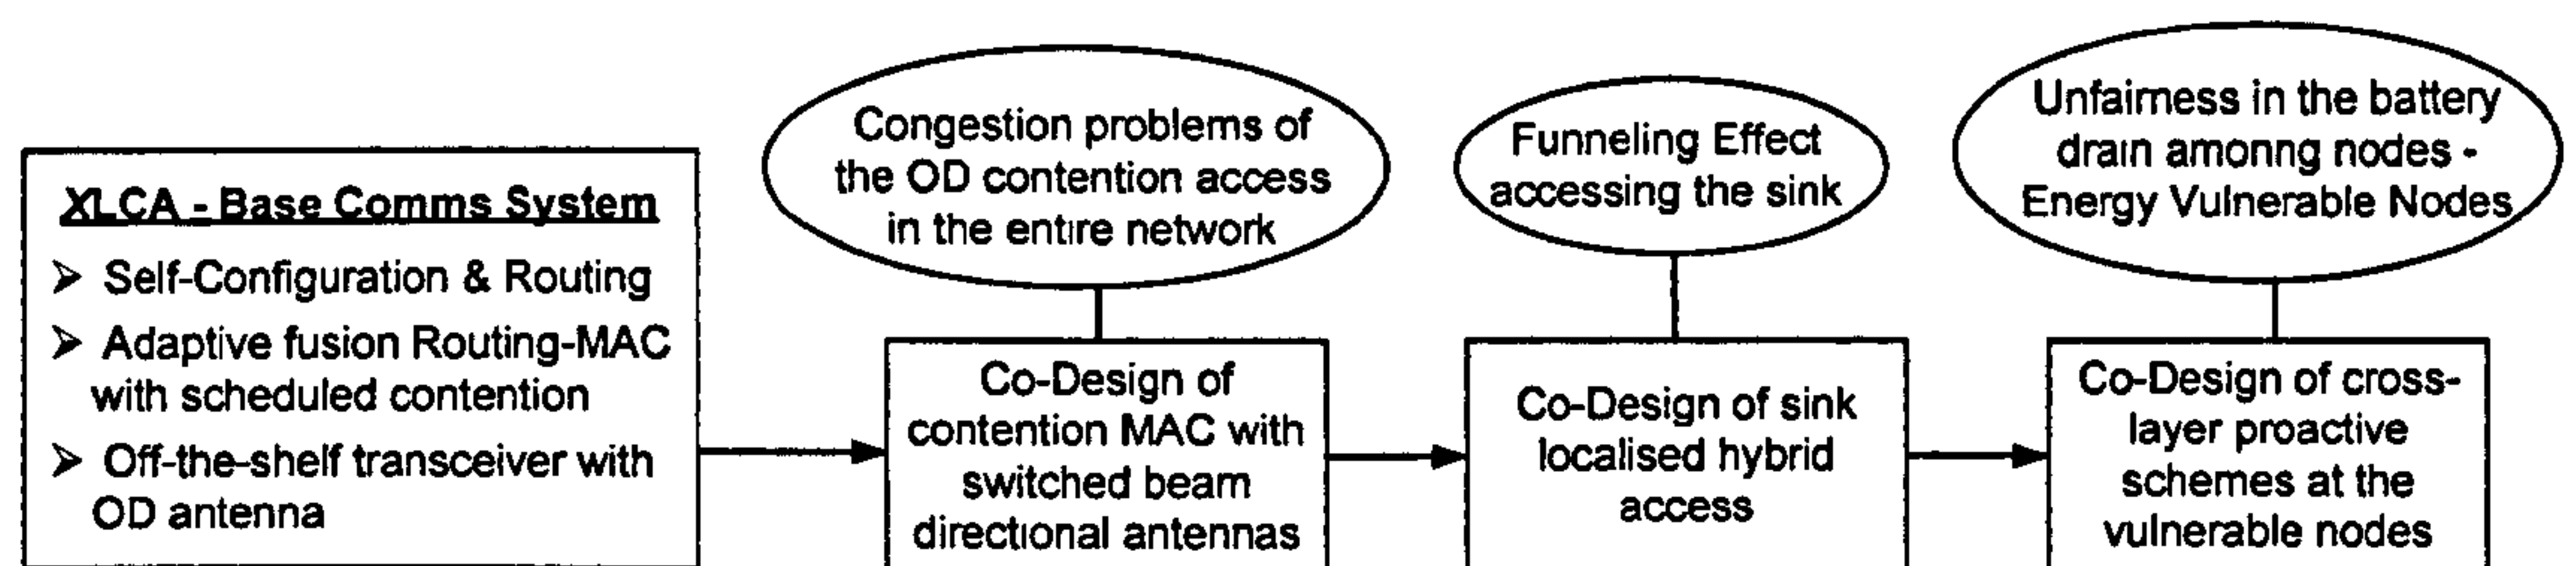 XLCA - Base Comms System
➢ Self-Configuration & Routing
➢ Adaptive fusion Routing-MAC
with scheduled contention
➢ Off-the-shelf transceiver with
OD antenna
Congestion problems of
the OD contention access
in the entire network
Co-Design of
contention MAC with
switched beam
directional antennas
Funneling Effect
accessing the sink
Co-Design of sink
localised hybrid
access
Unfairness in the battery
drain amonng nodes -
Energy Vulnerable Nodes
Co-Design of cross-
layer proactive
schemes at the
vulnerable nodes